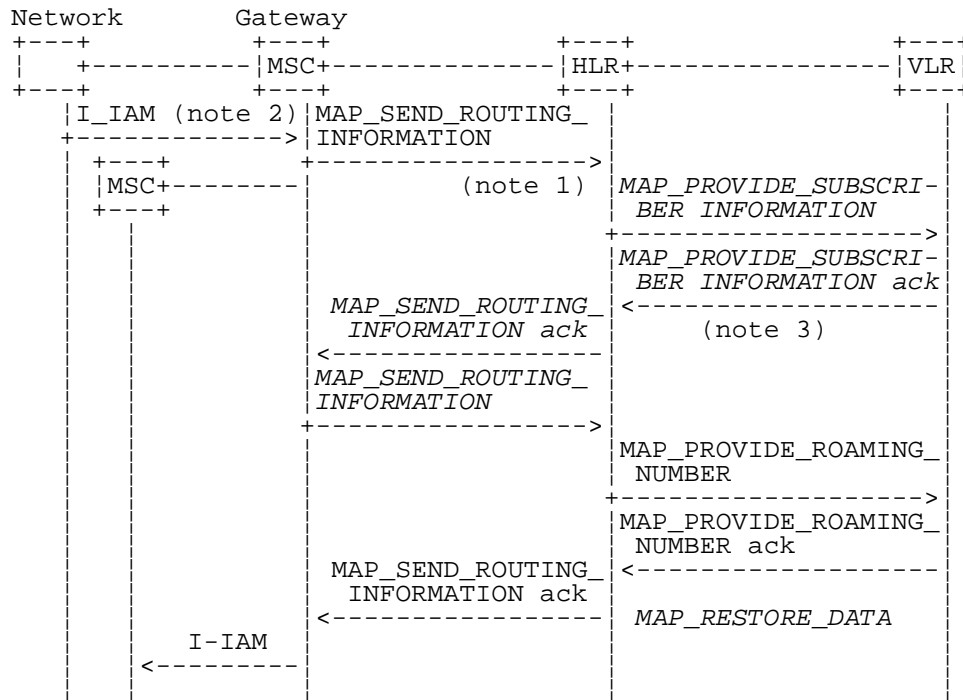 Network Gateway
MSC HLR VLR
I_IAM (note 2) MAP_SEND_ROUTING_
INFORMATION
MSC (note 1) MAP_PROVIDE_SUBSCRI-
BER INFORMATION
MAP_PROVIDE_SUBSCRI-
BER INFORMATION ack
MAP_SEND_ROUTING_
INFORMATION ack (note 3)
MAP_SEND_ROUTING_
INFORMATION
MAP_PROVIDE_ROAMING_
NUMBER
MAP_PROVIDE_ROAMING_
NUMBER ack
MAP_SEND_ROUTING_
INFORMATION ack
MAP_RESTORE_DATA
I-IAM